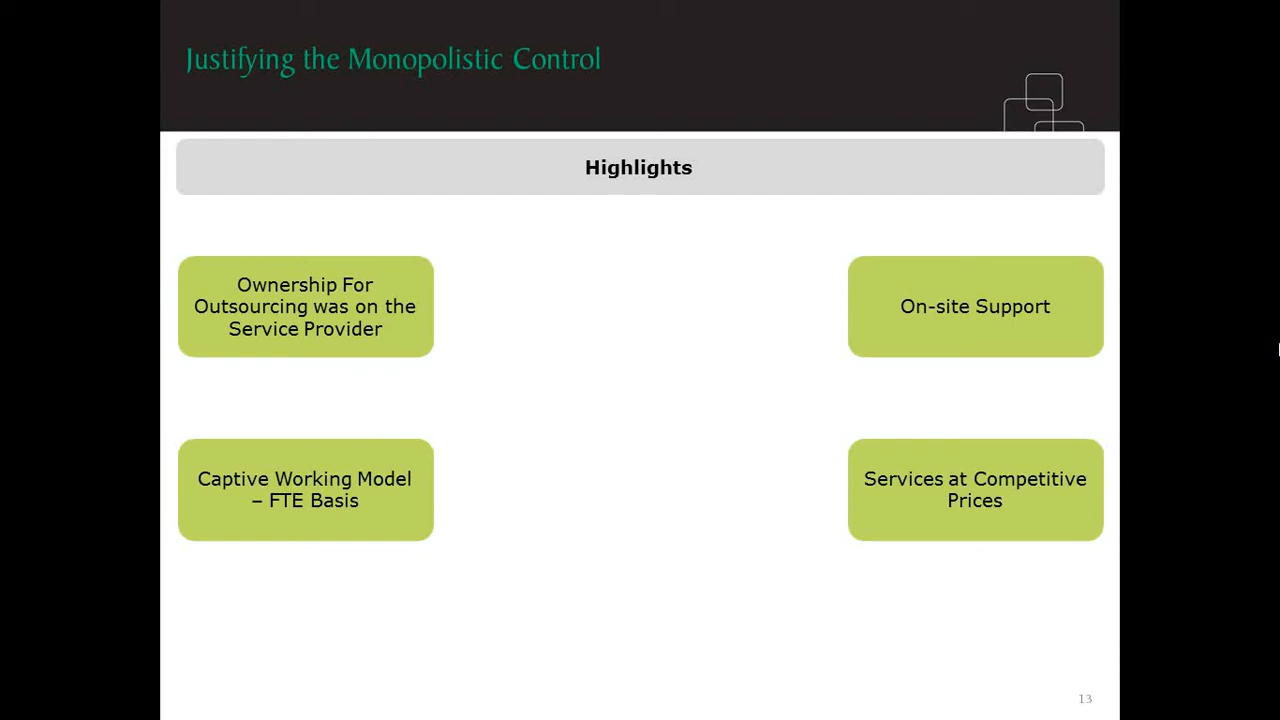 Justifying the Monopolistic Control
Highlights
Ownership For
Outsourcing was on the
Service Provider
On-site Support
Captive Working Model
– FTE Basis
Services at Competitive
Prices
13